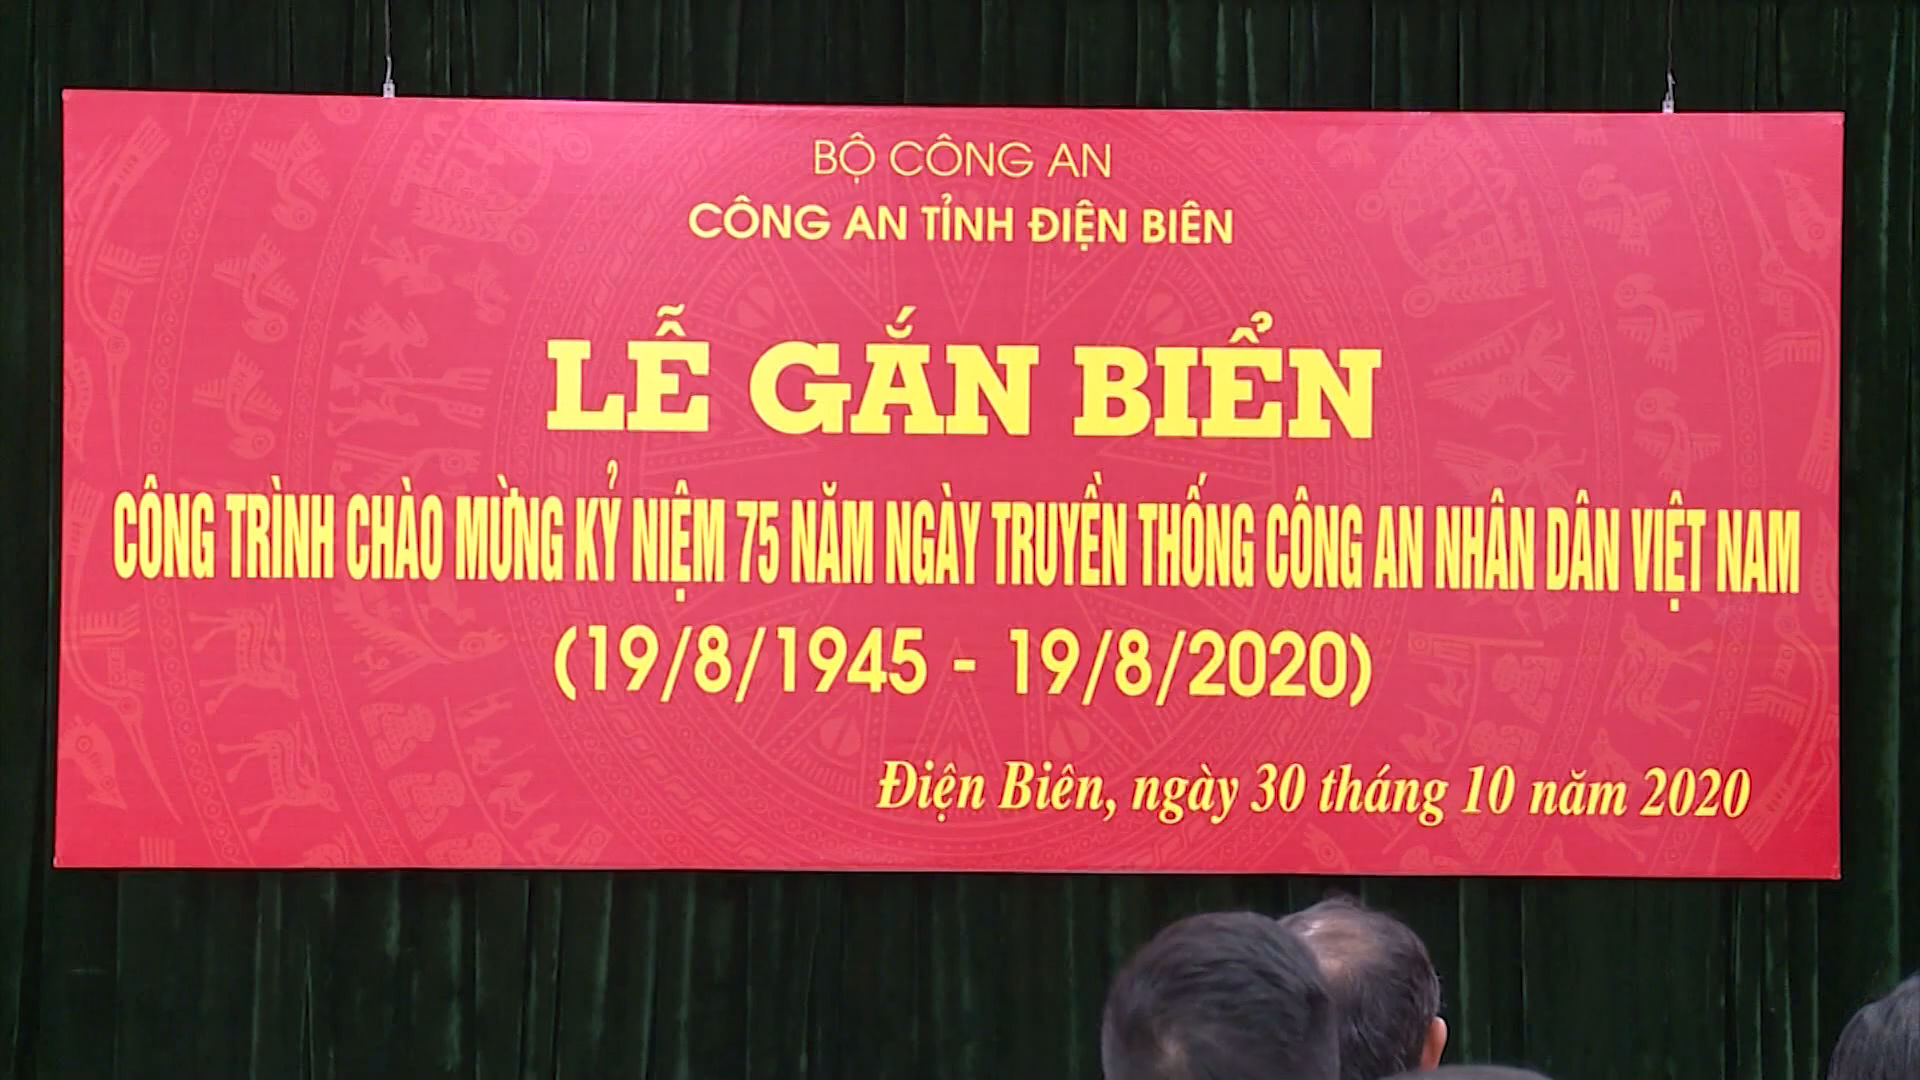 BỘ CÔNG AN
CÔNG AN TỈNH ĐIỆN BIÊN
LỄ GẮN BIỂN
CÔNG TRÌNH CHÀO MỪNG KỶ NIỆM 75 NĂM NGÀY TRUYỀN THỐNG CÔNG AN NHÂN DÂN VIỆT NAM
(19/8/1945 - 19/8/2020)
Điện Biên, ngày 30 tháng 10 năm 2020